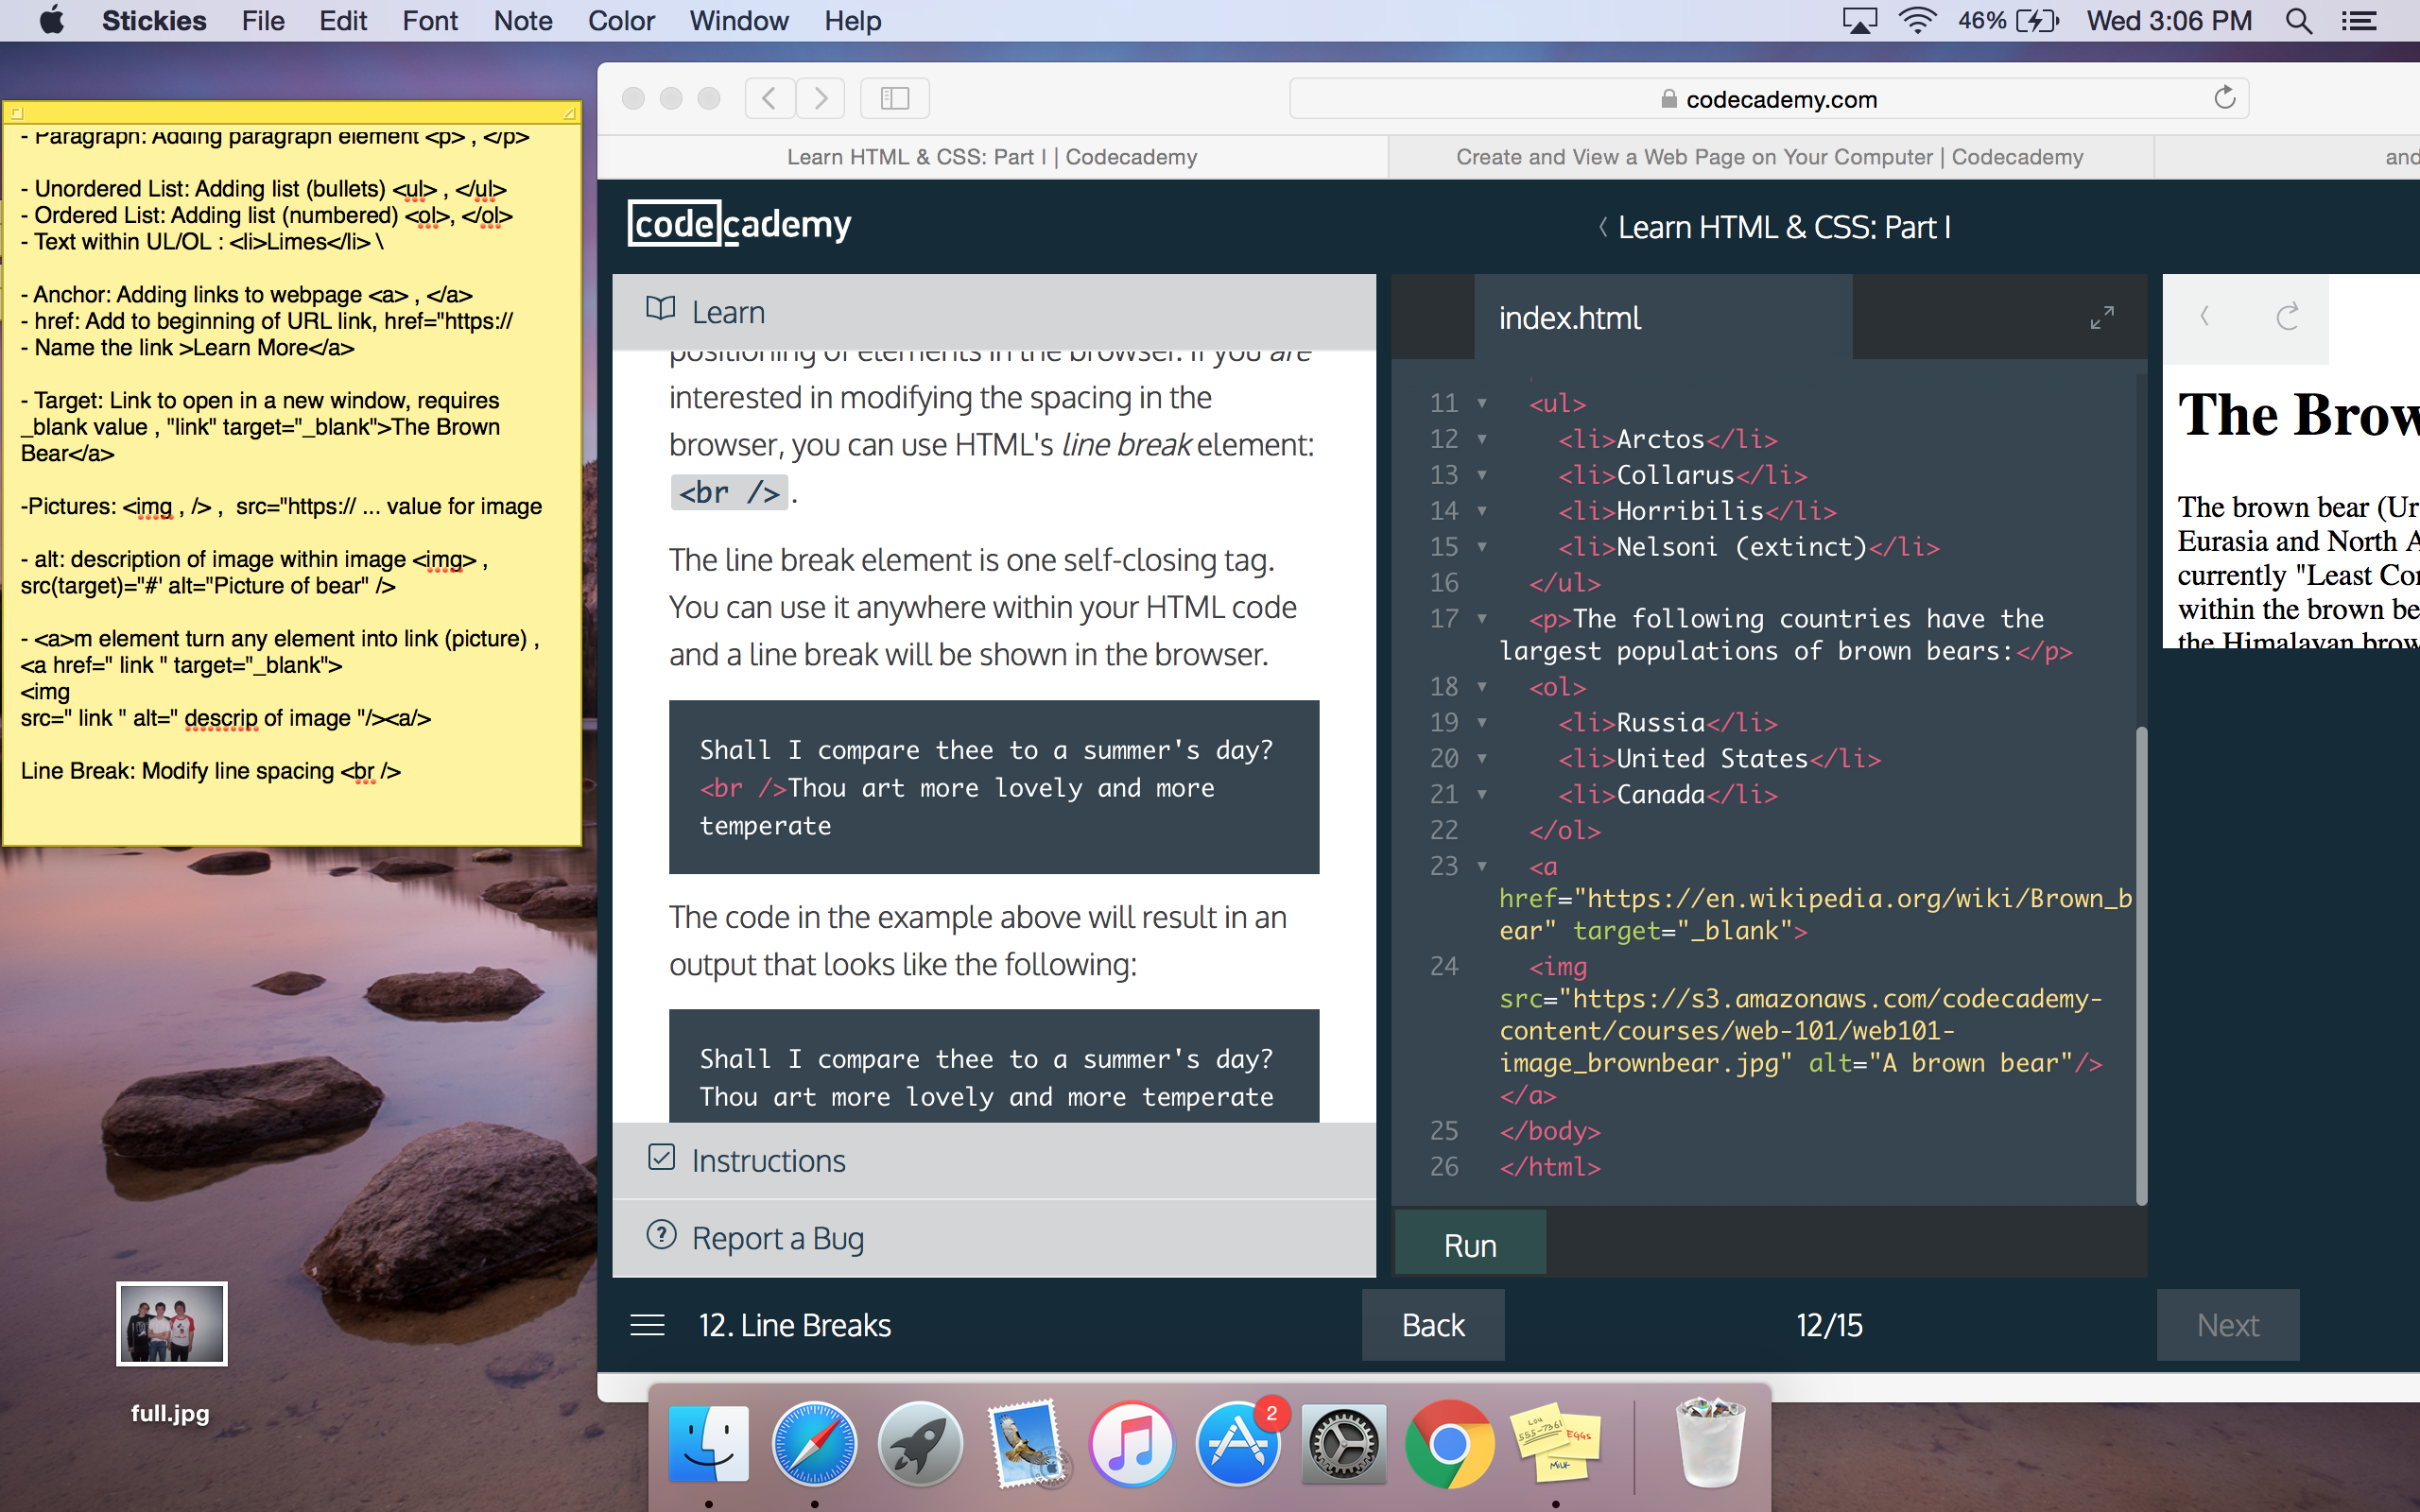 Stickies File Edit Font Note Color Window Help 46% Wed 3:06 PM
- Paragraph: Adding paragraph element <p> , </p>
- Unordered List: Adding list (bullets) <ul> , </ul>
- Ordered List: Adding list (numbered) <ol>, </ol>
- Text within UL/OL : <li>Limes</li> \
- Anchor: Adding links to webpage <a> , </a>
- href: Add to beginning of URL link, href="https://
- Name the link >Learn More</a>
- Target: Link to open in a new window, requires
_blank value , "link" target="_blank">The Brown
Bear</a>
-Pictures: <img , /> ,  src="https:// ... value for image
- alt: description of image within image <img> ,
src(target)="#' alt="Picture of bear" />
- <a>m element turn any element into link (picture) ,
<a href=" link " target="_blank">
<img
src=" link " alt=" descrip of image "/><a/>
Line Break: Modify line spacing <br />
full.jpg
codecademy.com
Learn HTML & CSS: Part I | Codecademy
Create and View a Web Page on Your Computer | Codecademy
and
codecademy
Learn HTML & CSS: Part I
Learn
positioning of elements in the browser. If you are
interested in modifying the spacing in the
browser, you can use HTML's line break element:
<br /> .
The line break element is one self-closing tag.
You can use it anywhere within your HTML code
and a line break will be shown in the browser.
Shall I compare thee to a summer's day?
<br />Thou art more lovely and more
temperate
The code in the example above will result in an
output that looks like the following:
Shall I compare thee to a summer's day?
Thou art more lovely and more temperate
Instructions
Report a Bug
index.html
11 <ul>
12 <li>Arctos</li>
13 <li>Collarus</li>
14 <li>Horribilis</li>
15 <li>Nelsoni (extinct)</li>
16 </ul>
17 <p>The following countries have the
largest populations of brown bears:</p>
18 <ol>
19 <li>Russia</li>
20 <li>United States</li>
21 <li>Canada</li>
22 </ol>
23 <a
href="https://en.wikipedia.org/wiki/Brown_b
ear" target="_blank">
24 <img
src="https://s3.amazonaws.com/codecademy-
content/courses/web-101/web101-
image_brownbear.jpg" alt="A brown bear"/>
</a>
25 </body>
26 </html>
Run
The Brow
The brown bear (Ur
Eurasia and North A
currently "Least Con
within the brown be
the Himalayan brow
12. Line Breaks
Back
12/15
Next
2
LOU
555-7361
EGGS
MILK